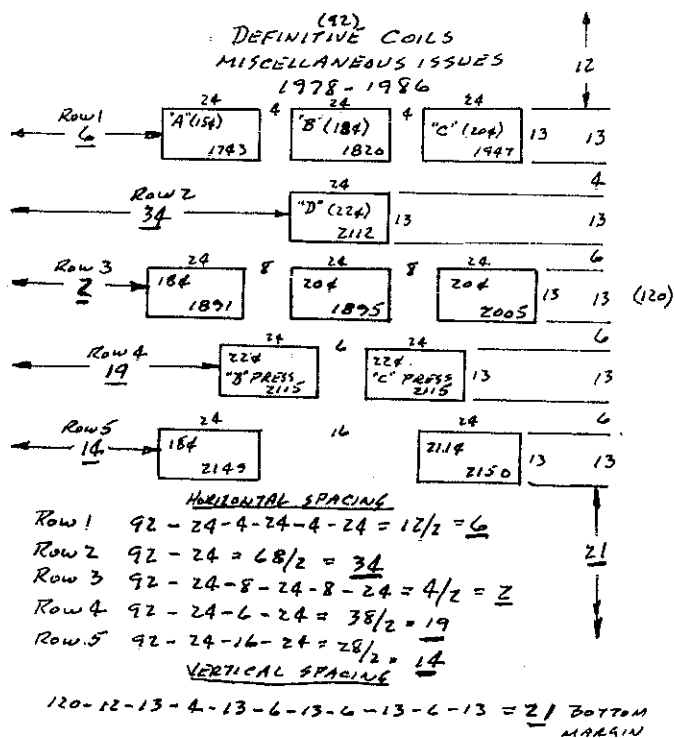 (92)
DEFINITIVE COILS
MISCELLANEOUS ISSUES
1978-1986
12
24 4 24 4 24
Row 1
6
"A" (15¢) "B" (18¢) "C" (20¢) 13 13
1743 1820 1947
24 4
Row 2
34
"D" (22¢) 13 13
2112
24 8 24 8 24 6
Row 3
2
18¢ 20¢ 20¢ 13 13 (120)
1891 1895 2005
24 6 24 6
Row 4
19
22¢ 22¢
"B" PRESS "C" PRESS 13 13
2115 2115
24 16 24 6
Row 5
14
18¢ 21.1¢
2149 2150 13 13
HORIZONTAL SPACING
Row 1 92-24-4-24-4-24 = 12/2 = 6
21
Row 2 92-24 = 68/2 = 34
Row 3 92-24-8-24-8-24 = 4/2 = 2
Row 4 92-24-6-24 = 38/2 = 19
Row 5 92-24-16-24 = 28/2 = 14
VERTICAL SPACING
120-12-13-4-13-6-13-6-13-6-13 = 21 BOTTOM
MARGIN